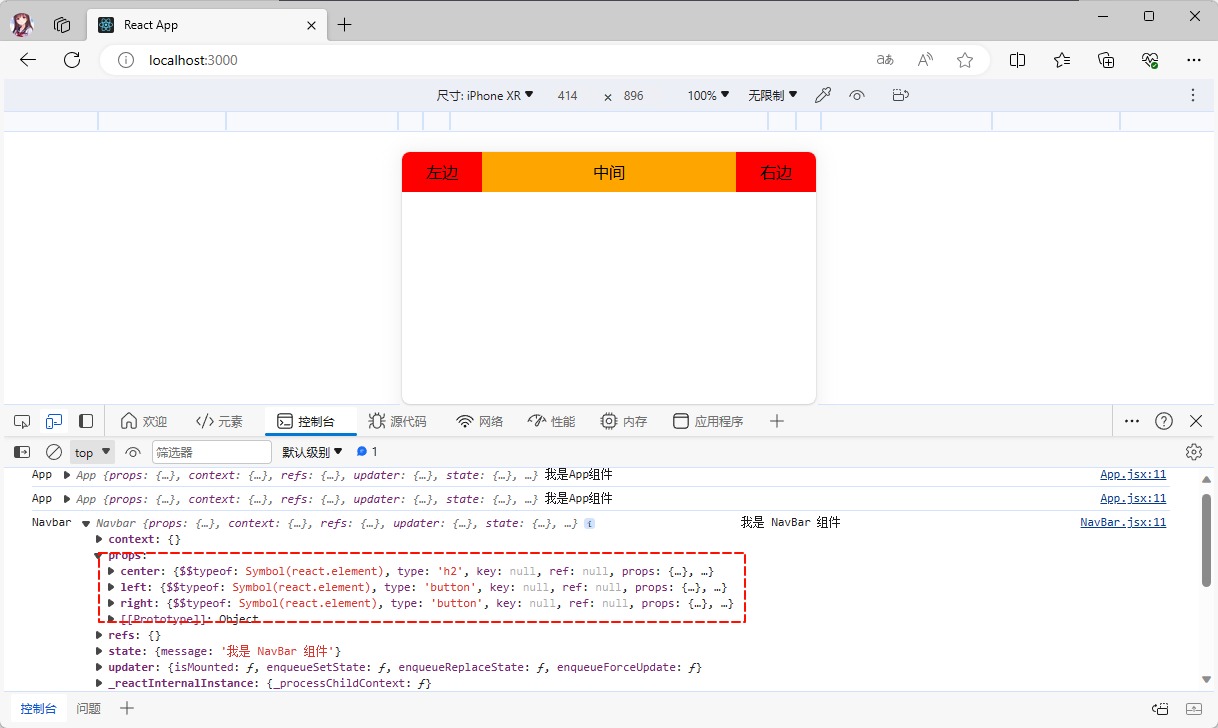 React App
localhost:3000
尺寸: iPhone XR 414 × 896 100% 无限制
左边 中间 右边
欢迎 元素 控制台 源代码 网络 性能 内存 应用程序
top 筛选器 默认级别 1
App App {props: {…}, context: {…}, refs: {…}, updater: {…}, state: {…}, …} 我是App组件 App.jsx:11
App App {props: {…}, context: {…}, refs: {…}, updater: {…}, state: {…}, …} 我是App组件 App.jsx:11
Navbar Navbar {props: {…}, context: {…}, refs: {…}, updater: {…}, state: {…}, …} 我是 NavBar 组件 NavBar.jsx:11
context: {}
props:
center: {$$typeof: Symbol(react.element), type: 'h2', key: null, ref: null, props: {…}, …}
left: {$$typeof: Symbol(react.element), type: 'button', key: null, ref: null, props: {…}, …}
right: {$$typeof: Symbol(react.element), type: 'button', key: null, ref: null, props: {…}, …}
[[Prototype]]: Object
refs: {}
state: {message: '我是 NavBar 组件'}
updater: {isMounted: ƒ, enqueueSetState: ƒ, enqueueReplaceState: ƒ, enqueueForceUpdate: ƒ}
_reactInternalInstance: {_processChildContext: ƒ}
控制台 问题